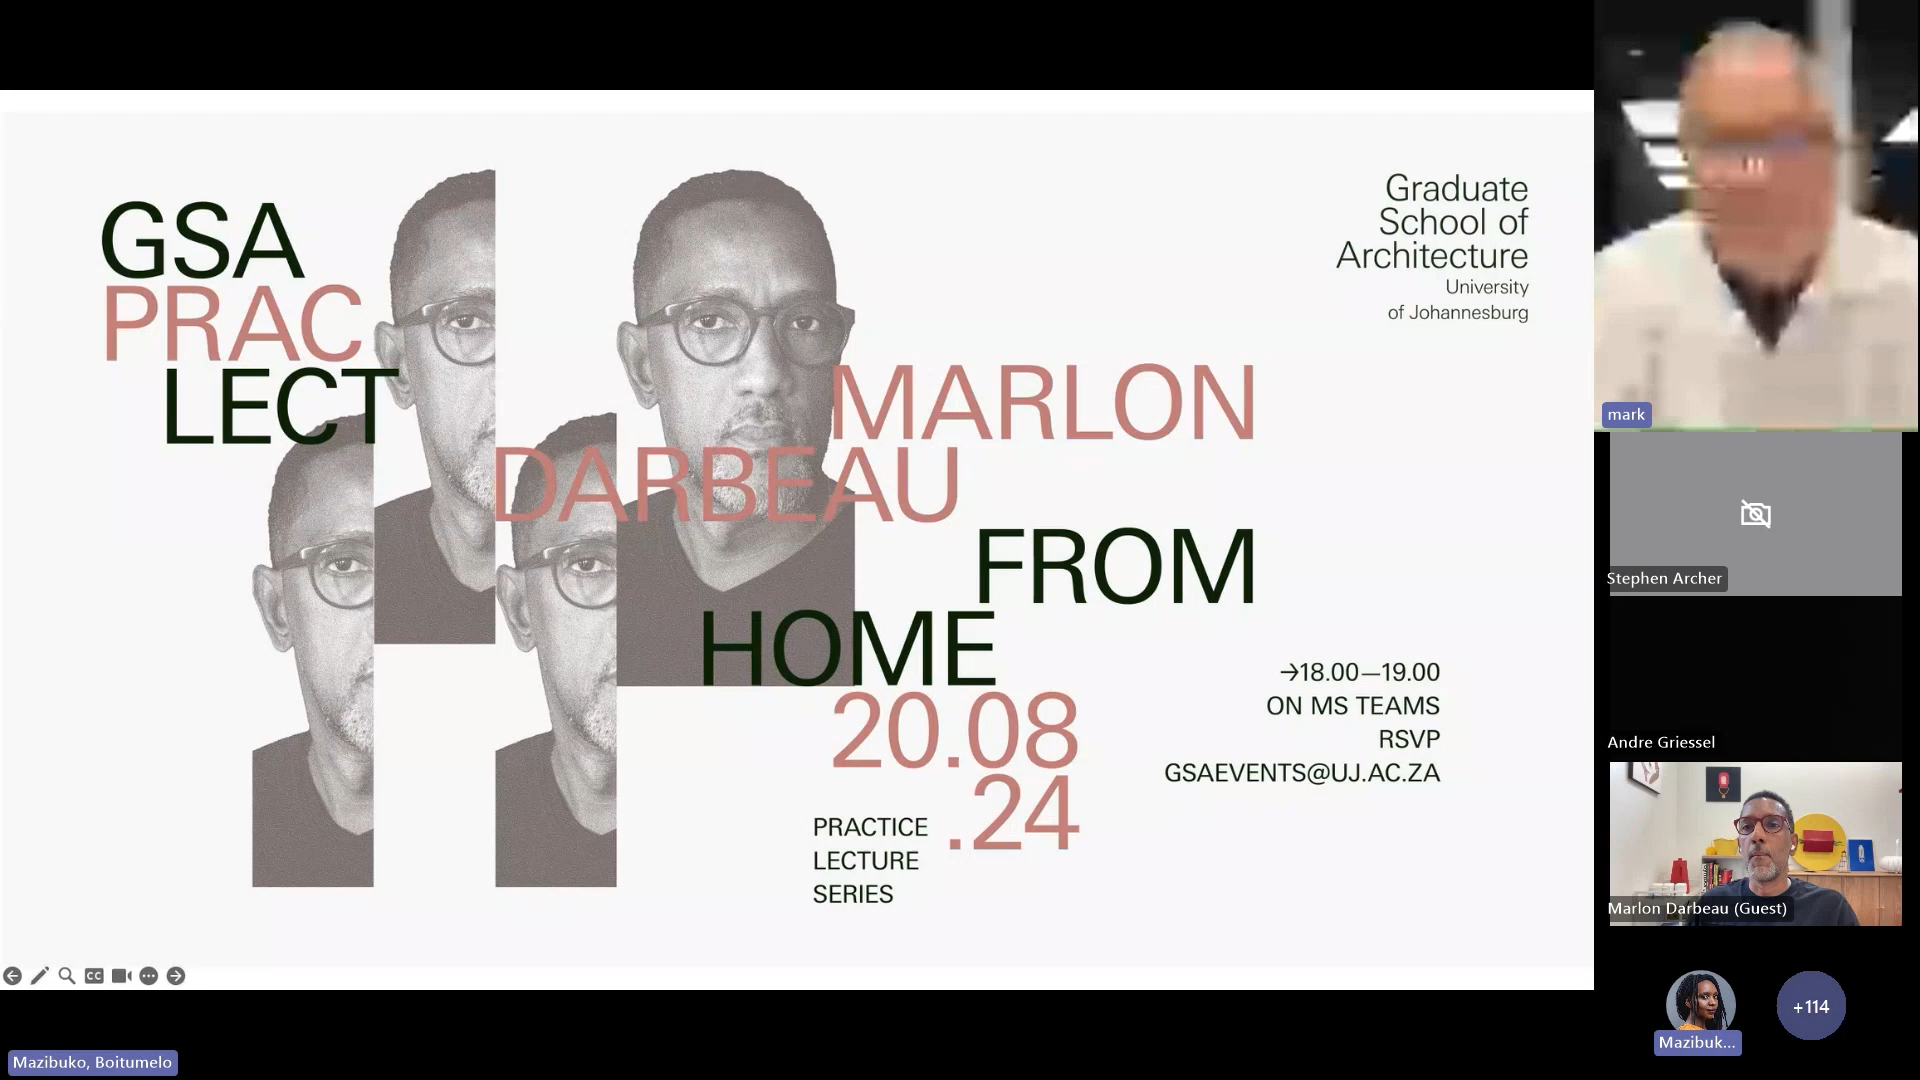 GSA
PRAC
LECT
MARLON
DARBEAU
FROM
HOME
20.08
.24
PRACTICE
LECTURE
SERIES
→18.00—19.00
ON MS TEAMS
RSVP
GSAEVENTS@UJ.AC.ZA
Graduate
School of
Architecture
University
of Johannesburg
CC
mark
Stephen Archer
Andre Griessel
Marlon Darbeau (Guest)
Mazibuk...
+114
Mazibuko, Boitumelo